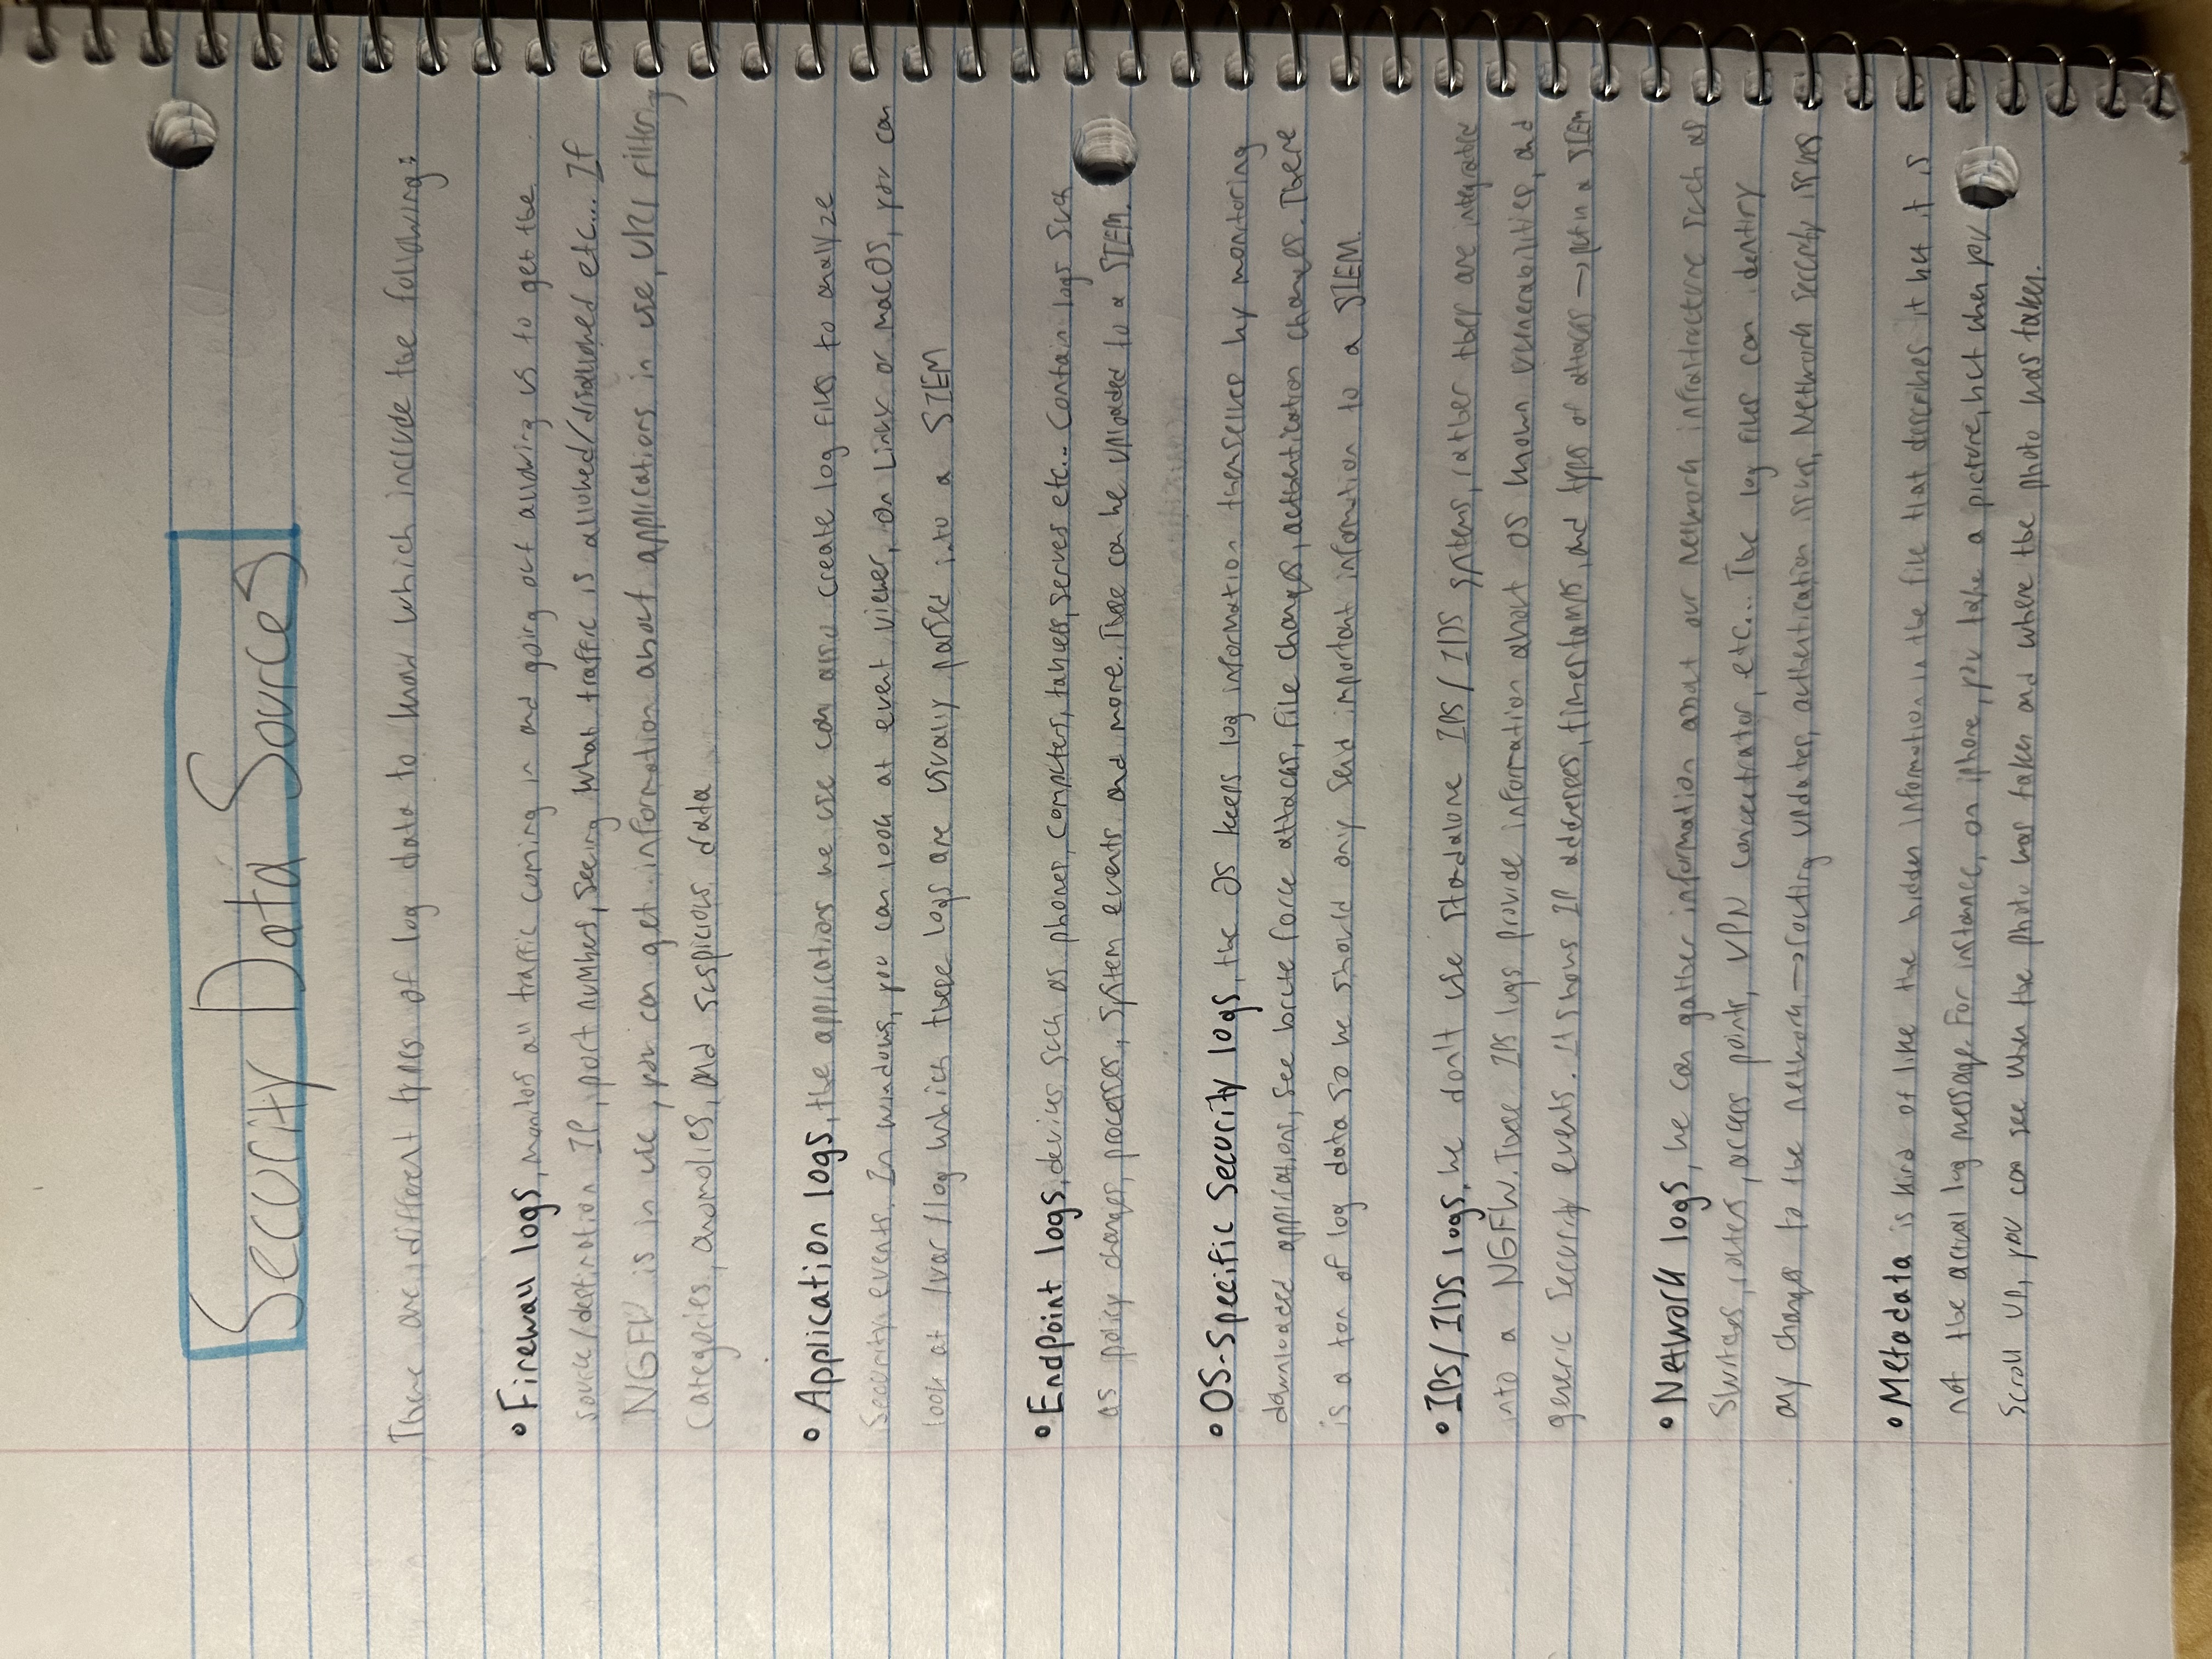 Security Data Sources
There are different types of log data to know which include the following:
• Firewall logs, monitors all traffic coming in and going out allowing us to get the
source/destination IP, port numbers, seeing what traffic is allowed/disallowed etc... If
NGFW is in use, you can get information about applications in use, URL filtering
categories, anomolies, and suspicious data
• Application logs, the applications we use can also create log files to analyze
security events. In windows, you can look at event viewer, on Linux or macOS, you can
look at /var/log which these logs are usually parsed into a SIEM
• Endpoint logs, devices such as phones, computers, tablets, servers etc... contain logs such
as policy changes, processes, system events and more. These can be uploaded to a SIEM.
• OS-Specific Security logs, the OS keeps log information themselves by monitoring
downloaded applications, see brute force attacks, file changes, authentication changes. There
is a ton of log data so we should only send important information to a SIEM.
• IPS/IDS logs, we don't use standalone IPS/IDS systems, rather they are integrated
into a NGFW. These IPS logs provide information about OS known vulnerabilities, and
generic security events. It shows IP addresses, timestamps, and types of attacks → put in a SIEM
• Network logs, we can gather information about our network infrastructure such as
switches, routers, access points, VPN concentrator, etc... The log files can identify
any changes to the network → routing updates, authentication issues, Network security issues
• Metadata is kind of like the hidden information in the file that describes it but it is
not the actual log message. For instance, on iphone, you take a picture, but when you
scroll up, you can see when the photo was taken and where the photo was taken.